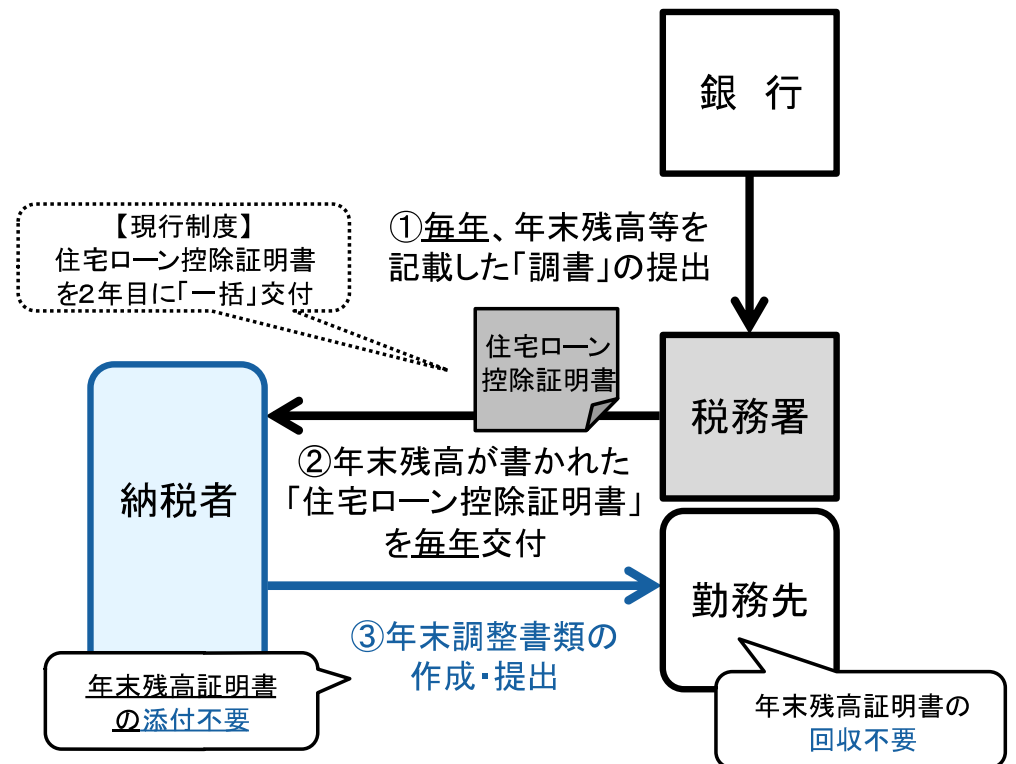 銀 行
【現行制度】
住宅ローン控除証明書
を2年目に「一括」交付
①毎年、年末残高等を
記載した「調書」の提出
住宅ローン
控除証明書
税務署
納税者
②年末残高が書かれた
「住宅ローン控除証明書」
を毎年交付
勤務先
③年末調整書類の
作成・提出
年末残高証明書
の添付不要
年末残高証明書の
回収不要